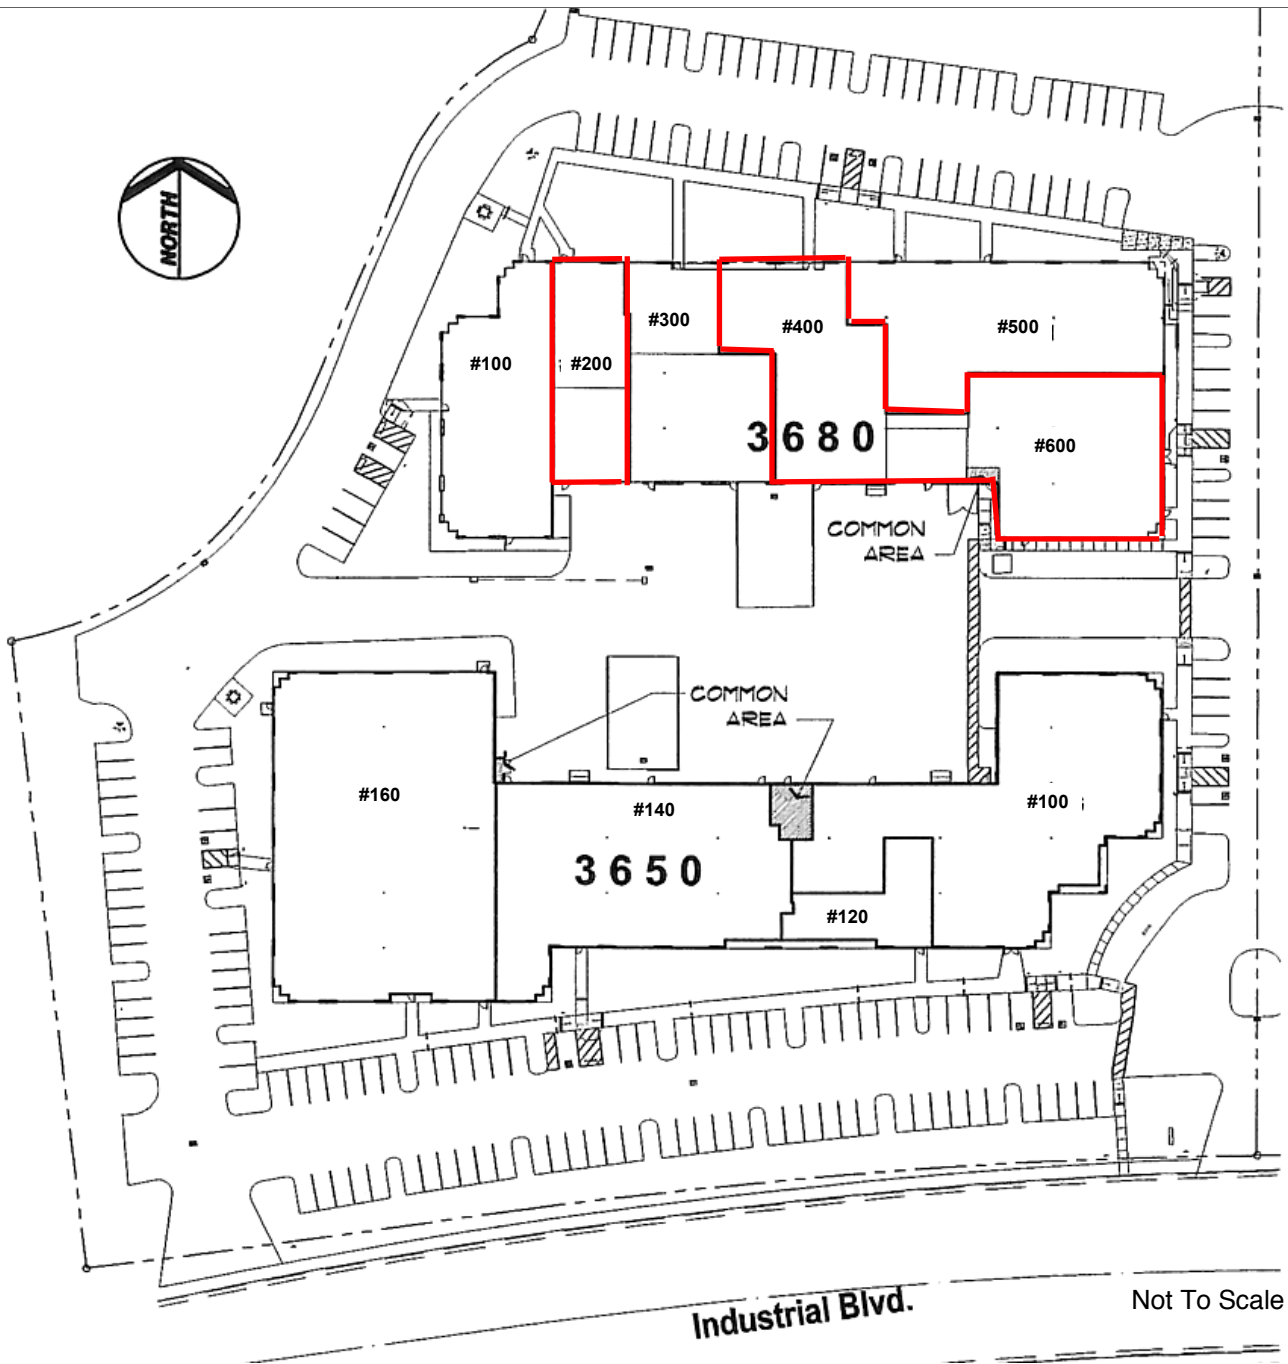 NORTH
#300
#400
#500
#100
#200
3680
#600
COMMON
AREA
COMMON
AREA
#160
#140
#100
3650
#120
Industrial Blvd.
Not To Scale